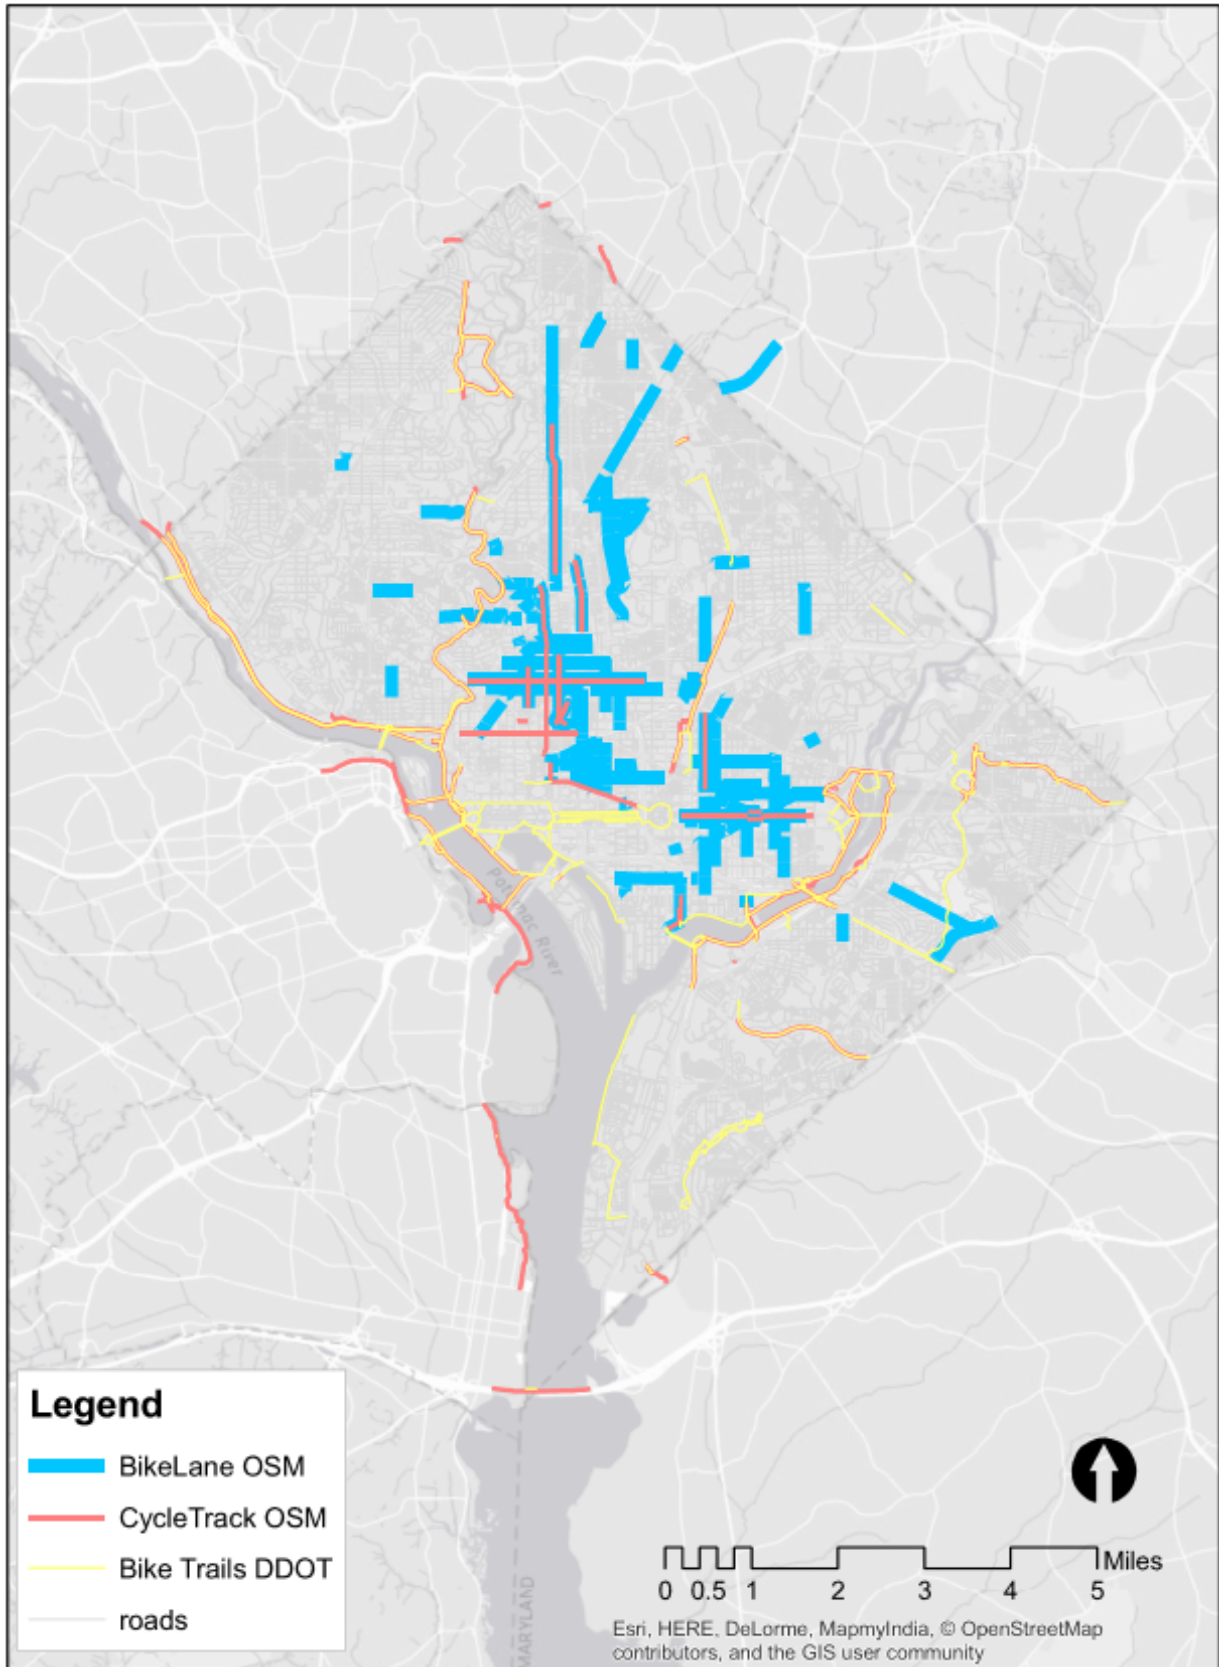 Potomac River
MARYLAND
Legend
BikeLane OSM
CycleTrack OSM
Bike Trails DDOT
roads
Miles
0 0.5 1 2 3 4 5
Esri, HERE, DeLorme, MapmyIndia, © OpenStreetMap
contributors, and the GIS user community